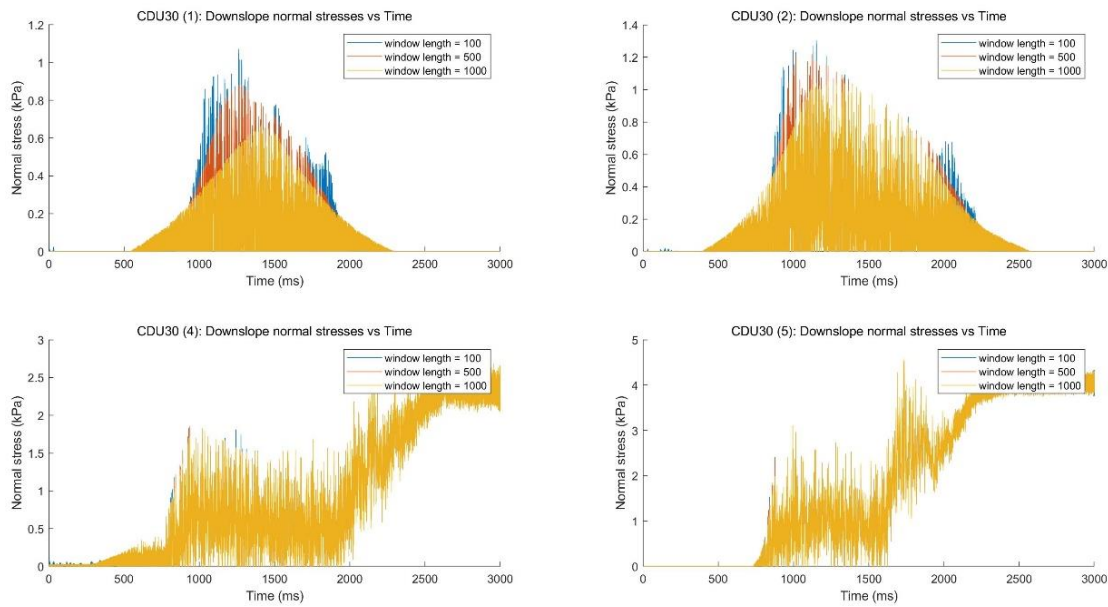 CDU30 (1): Downslope normal stresses vs Time
1.2
1
0.8
0.6
0.4
0.2
0
Normal stress (kPa)
window length = 100
window length = 500
window length = 1000
0 500 1000 1500 2000 2500 3000
Time (ms)
CDU30 (2): Downslope normal stresses vs Time
1.4
1.2
1
0.8
0.6
0.4
0.2
0
Normal stress (kPa)
window length = 100
window length = 500
window length = 1000
0 500 1000 1500 2000 2500 3000
Time (ms)
CDU30 (4): Downslope normal stresses vs Time
3
2.5
2
1.5
1
0.5
0
Normal stress (kPa)
window length = 100
window length = 500
window length = 1000
0 500 1000 1500 2000 2500 3000
Time (ms)
CDU30 (5): Downslope normal stresses vs Time
5
4
3
2
1
0
Normal stress (kPa)
window length = 100
window length = 500
window length = 1000
0 500 1000 1500 2000 2500 3000
Time (ms)